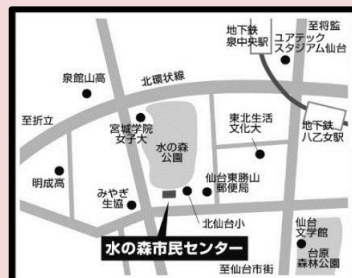 至将監
地下鉄
泉中央駅
ユアテック
スタジアム仙台
泉館山高
北環状線
至折立
宮城学院
女子大
水の森
公園
東北生活
文化大
地下鉄
八乙女駅
明成高
みやぎ
生協
仙台東勝山
郵便局
北仙台小
仙台
文学館
台原
森林公園
水の森市民センター
至仙台市街